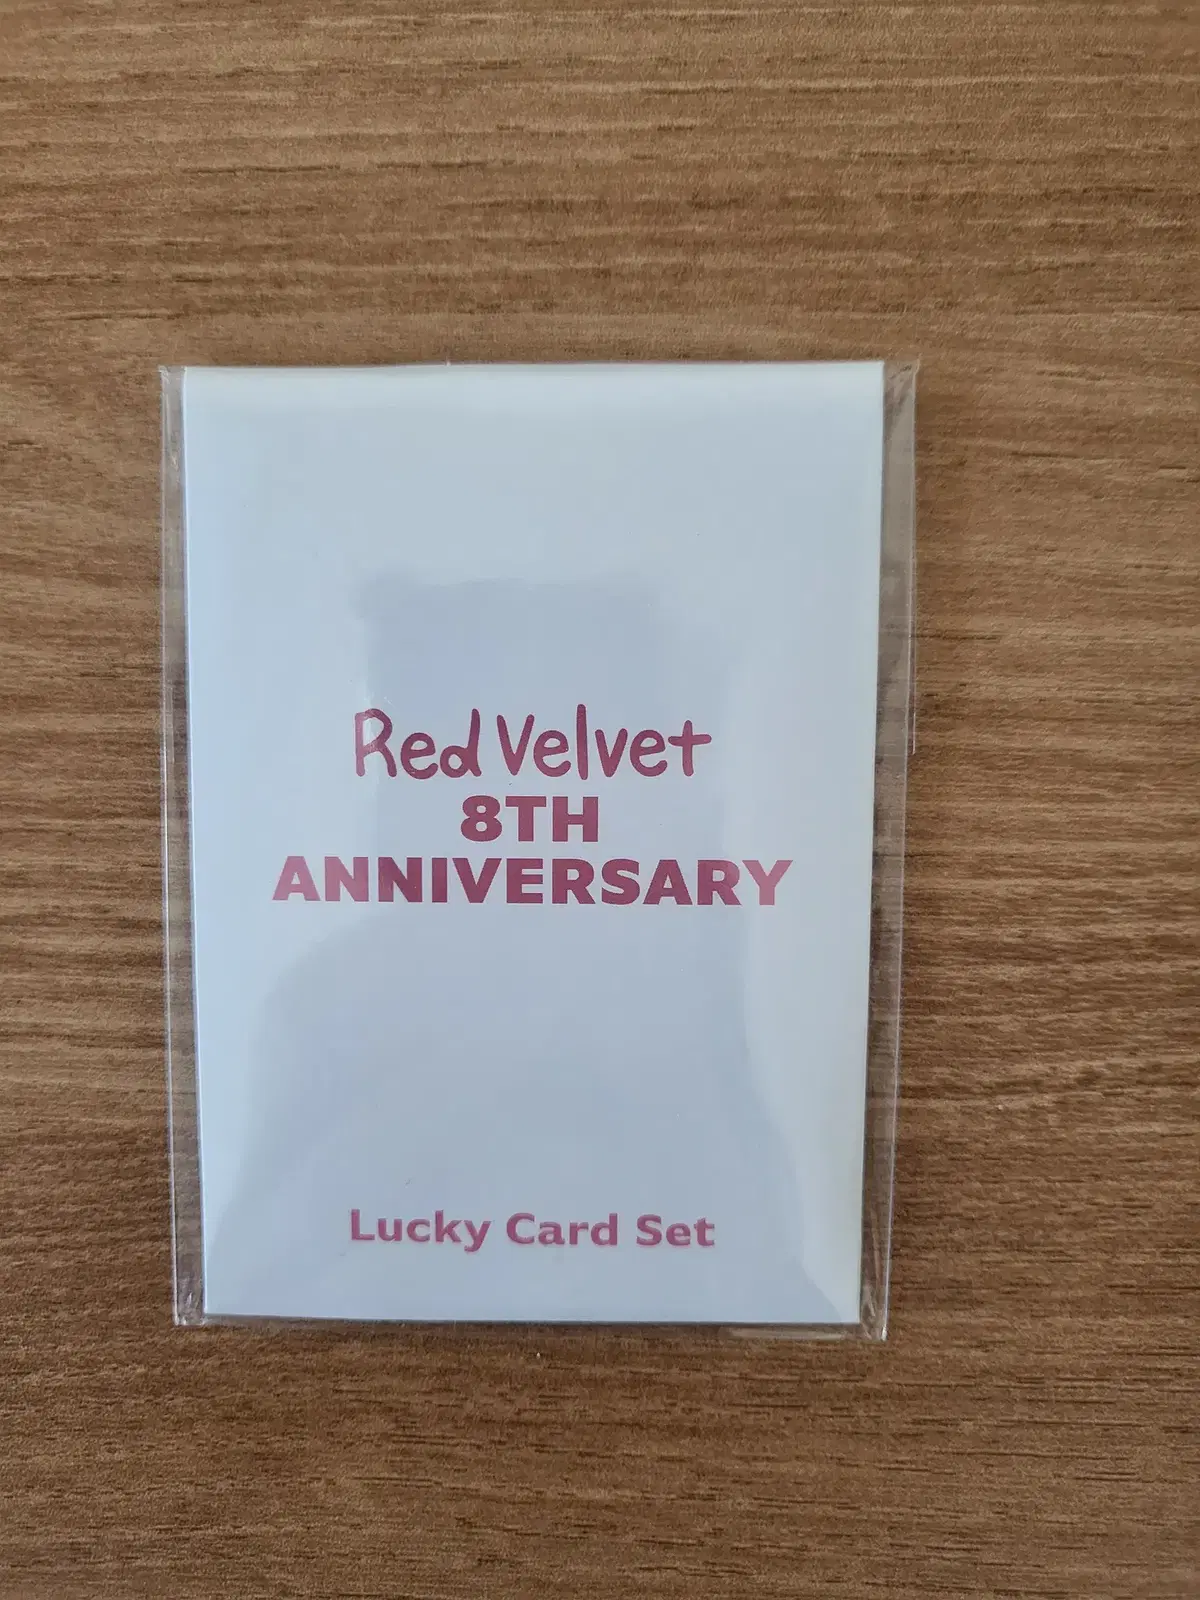 Red Velvet
8TH
ANNIVERSARY
Lucky Card Set